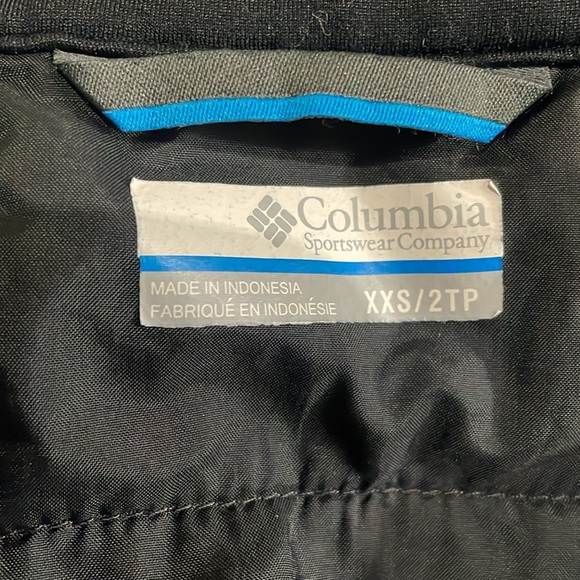 Columbia
Sportswear Company
MADE IN INDONESIA
FABRIQUÉ EN INDONÉSIE XXS/2TP